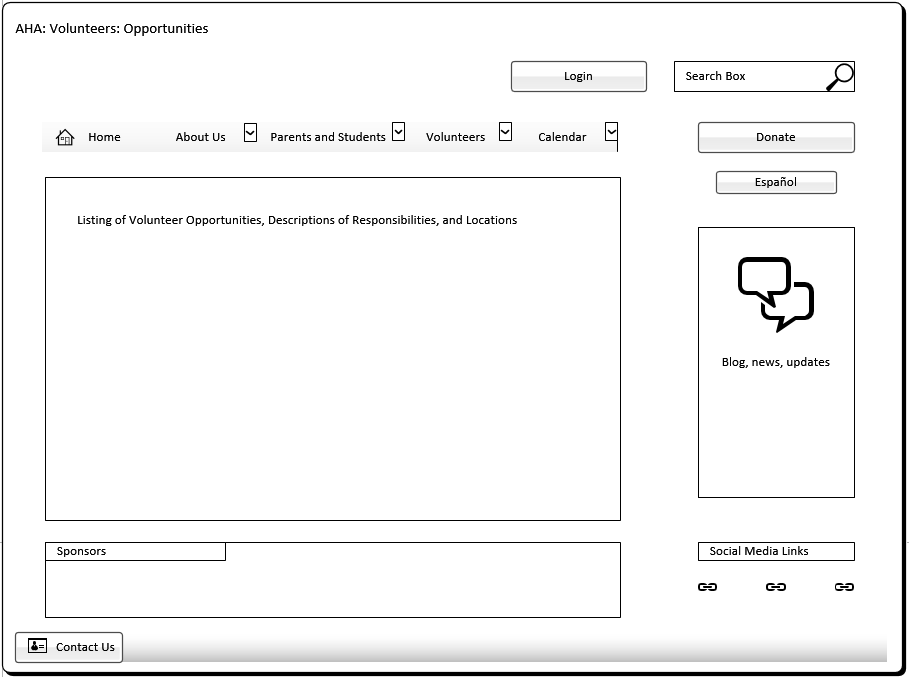 AHA: Volunteers: Opportunities
Login
Search Box
Home
About Us
Parents and Students
Volunteers
Calendar
Donate
Español
Listing of Volunteer Opportunities, Descriptions of Responsibilities, and Locations
Blog, news, updates
Sponsors
Social Media Links
Contact Us